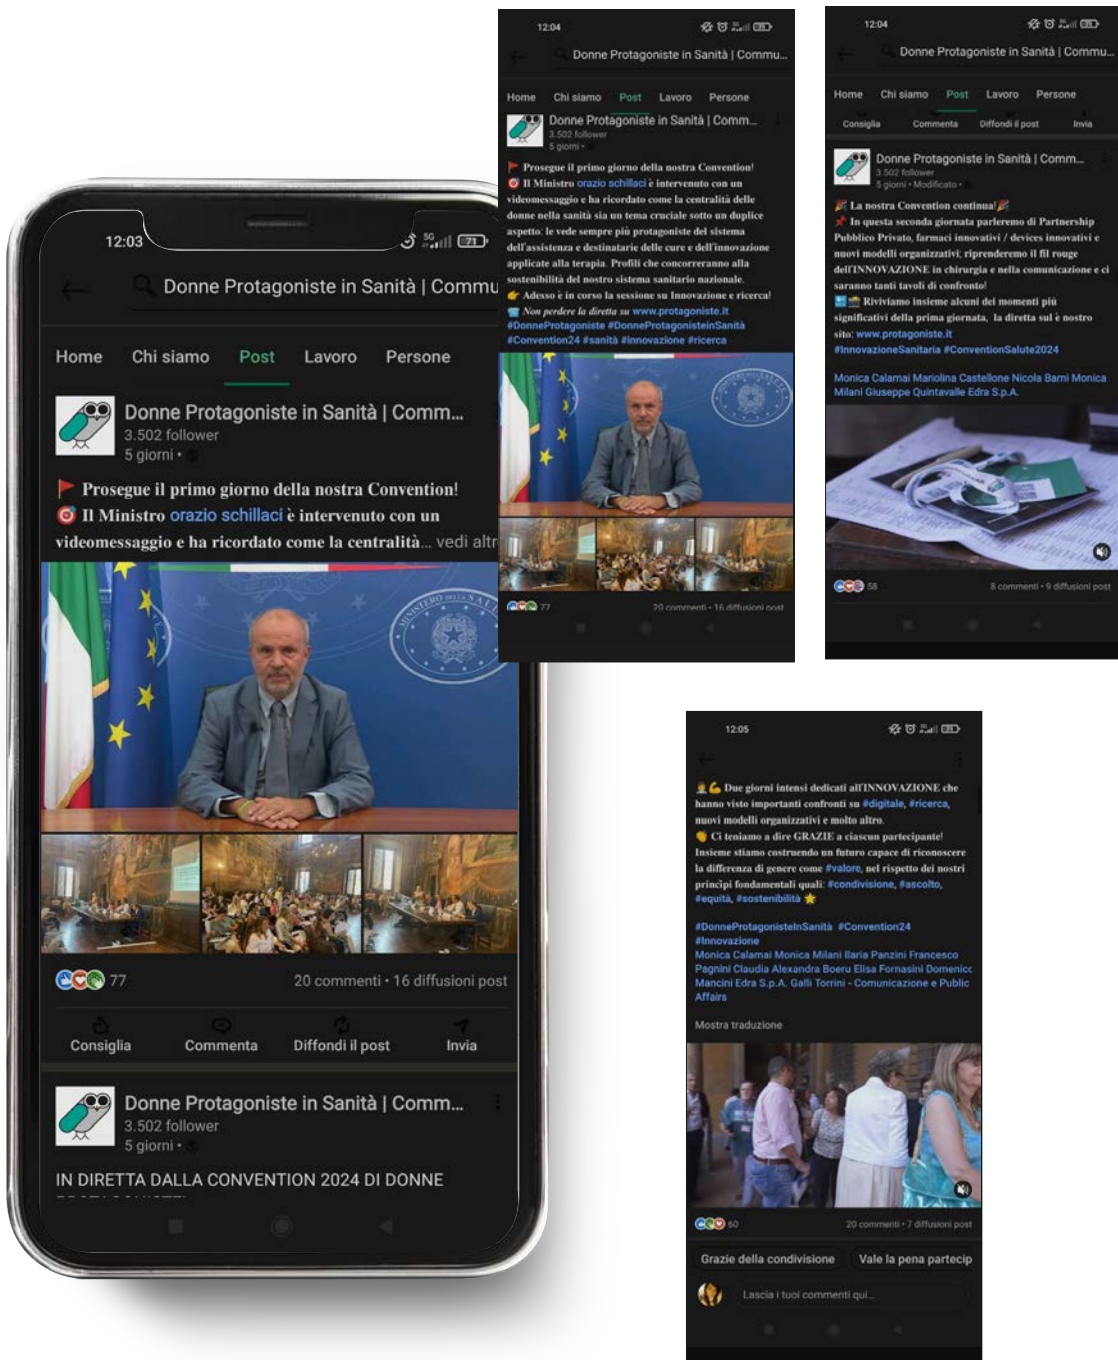 12:03
5G
71
Donne Protagoniste in Sanità | Commu
Home Chi siamo Post Lavoro Persone
Donne Protagoniste in Sanità | Comm...
3.502 follower
5 giorni •
🚩 Prosegue il primo giorno della nostra Convention!
🎯 Il Ministro orazio schillaci è intervenuto con un
videomessaggio e ha ricordato come la centralità... vedi altr
77
20 commenti • 16 diffusioni post
Consiglia Commenta Diffondi il post Invia
Donne Protagoniste in Sanità | Comm...
3.502 follower
5 giorni •
IN DIRETTA DALLA CONVENTION 2024 DI DONNE
12:04
Donne Protagoniste in Sanità | Commu...
Home Chi siamo Post Lavoro Persone
Donne Protagoniste in Sanità | Comm...
3.502 follower
5 giorni •
🚩 Prosegue il primo giorno della nostra Convention!
🎯 Il Ministro orazio schillaci è intervenuto con un
videomessaggio e ha ricordato come la centralità delle
donne nella sanità sia un tema cruciale sotto un duplice
aspetto: le vede sempre più protagoniste del sistema
dell'assistenza e destinatarie delle cure e dell'innovazione
applicate alla terapia. Profili che concorreranno alla
sostenibilità del nostro sistema sanitario nazionale.
👉 Adesso è in corso la sessione su Innovazione e ricerca!
Non perdere la diretta su www.protagoniste.it
#DonneProtagoniste #DonneProtagonisteinSanità
#Convention24 #sanità #innovazione #ricerca
77
20 commenti • 16 diffusioni post
12:04
Donne Protagoniste in Sanità | Commu...
Home Chi siamo Post Lavoro Persone
Consiglia Commenta Diffondi il post Invia
Donne Protagoniste in Sanità | Comm...
3.502 follower
5 giorni • Modificato •
🎉 La nostra Convention continua!🎉
📌 In questa seconda giornata parleremo di Partnership
Pubblico Privato, farmaci innovativi / devices innovativi e
nuovi modelli organizzativi; riprenderemo il fil rouge
dell'INNOVAZIONE in chirurgia e nella comunicazione e ci
saranno tanti tavoli di confronto!
Riviviamo insieme alcuni dei momenti più
significativi della prima giornata, la diretta sul è nostro
sito: www.protagoniste.it
#InnovazioneSanitaria #ConventionSalute2024
Monica Calamai Mariolina Castellone Nicola Barni Monica
Milani Giuseppe Quintavalle Edra S.p.A.
58
8 commenti • 9 diffusioni post
12:05
💪 Due giorni intensi dedicati all'INNOVAZIONE che
hanno visto importanti confronti su #digitale, #ricerca,
nuovi modelli organizzativi e molto altro.
👏 Ci teniamo a dire GRAZIE a ciascun partecipante!
Insieme stiamo costruendo un futuro capace di riconoscere
la differenza di genere come #valore, nel rispetto dei nostri
princìpi fondamentali quali: #condivisione, #ascolto,
#equità, #sostenibilità 🌟
#DonneProtagonisteInSanità #Convention24
#Innovazione
Monica Calamai Monica Milani Ilaria Panzini Francesco
Pagnini Claudia Alexandra Boeru Elisa Fornasini Domenico
Mancini Edra S.p.A. Galli Torrini - Comunicazione e Public
Affairs
Mostra traduzione
60
20 commenti • 7 diffusioni post
Grazie della condivisione Vale la pena partecip
Lascia i tuoi commenti qui...